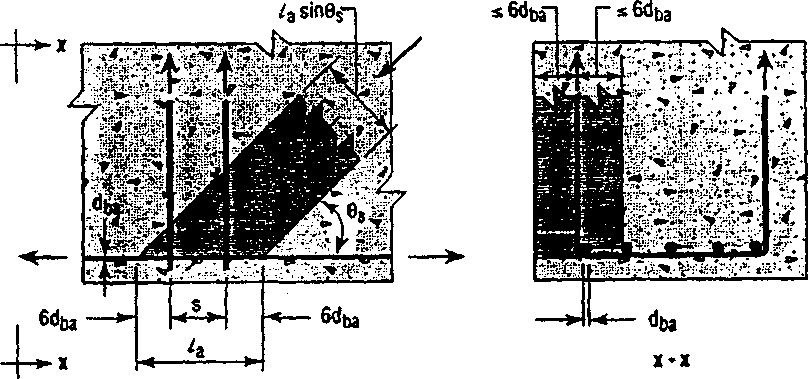 ℓa sinθs
≤ 6dba
≤ 6dba
x
dba
θs
6dba
s
6dba
ℓa
x
dba
x - x